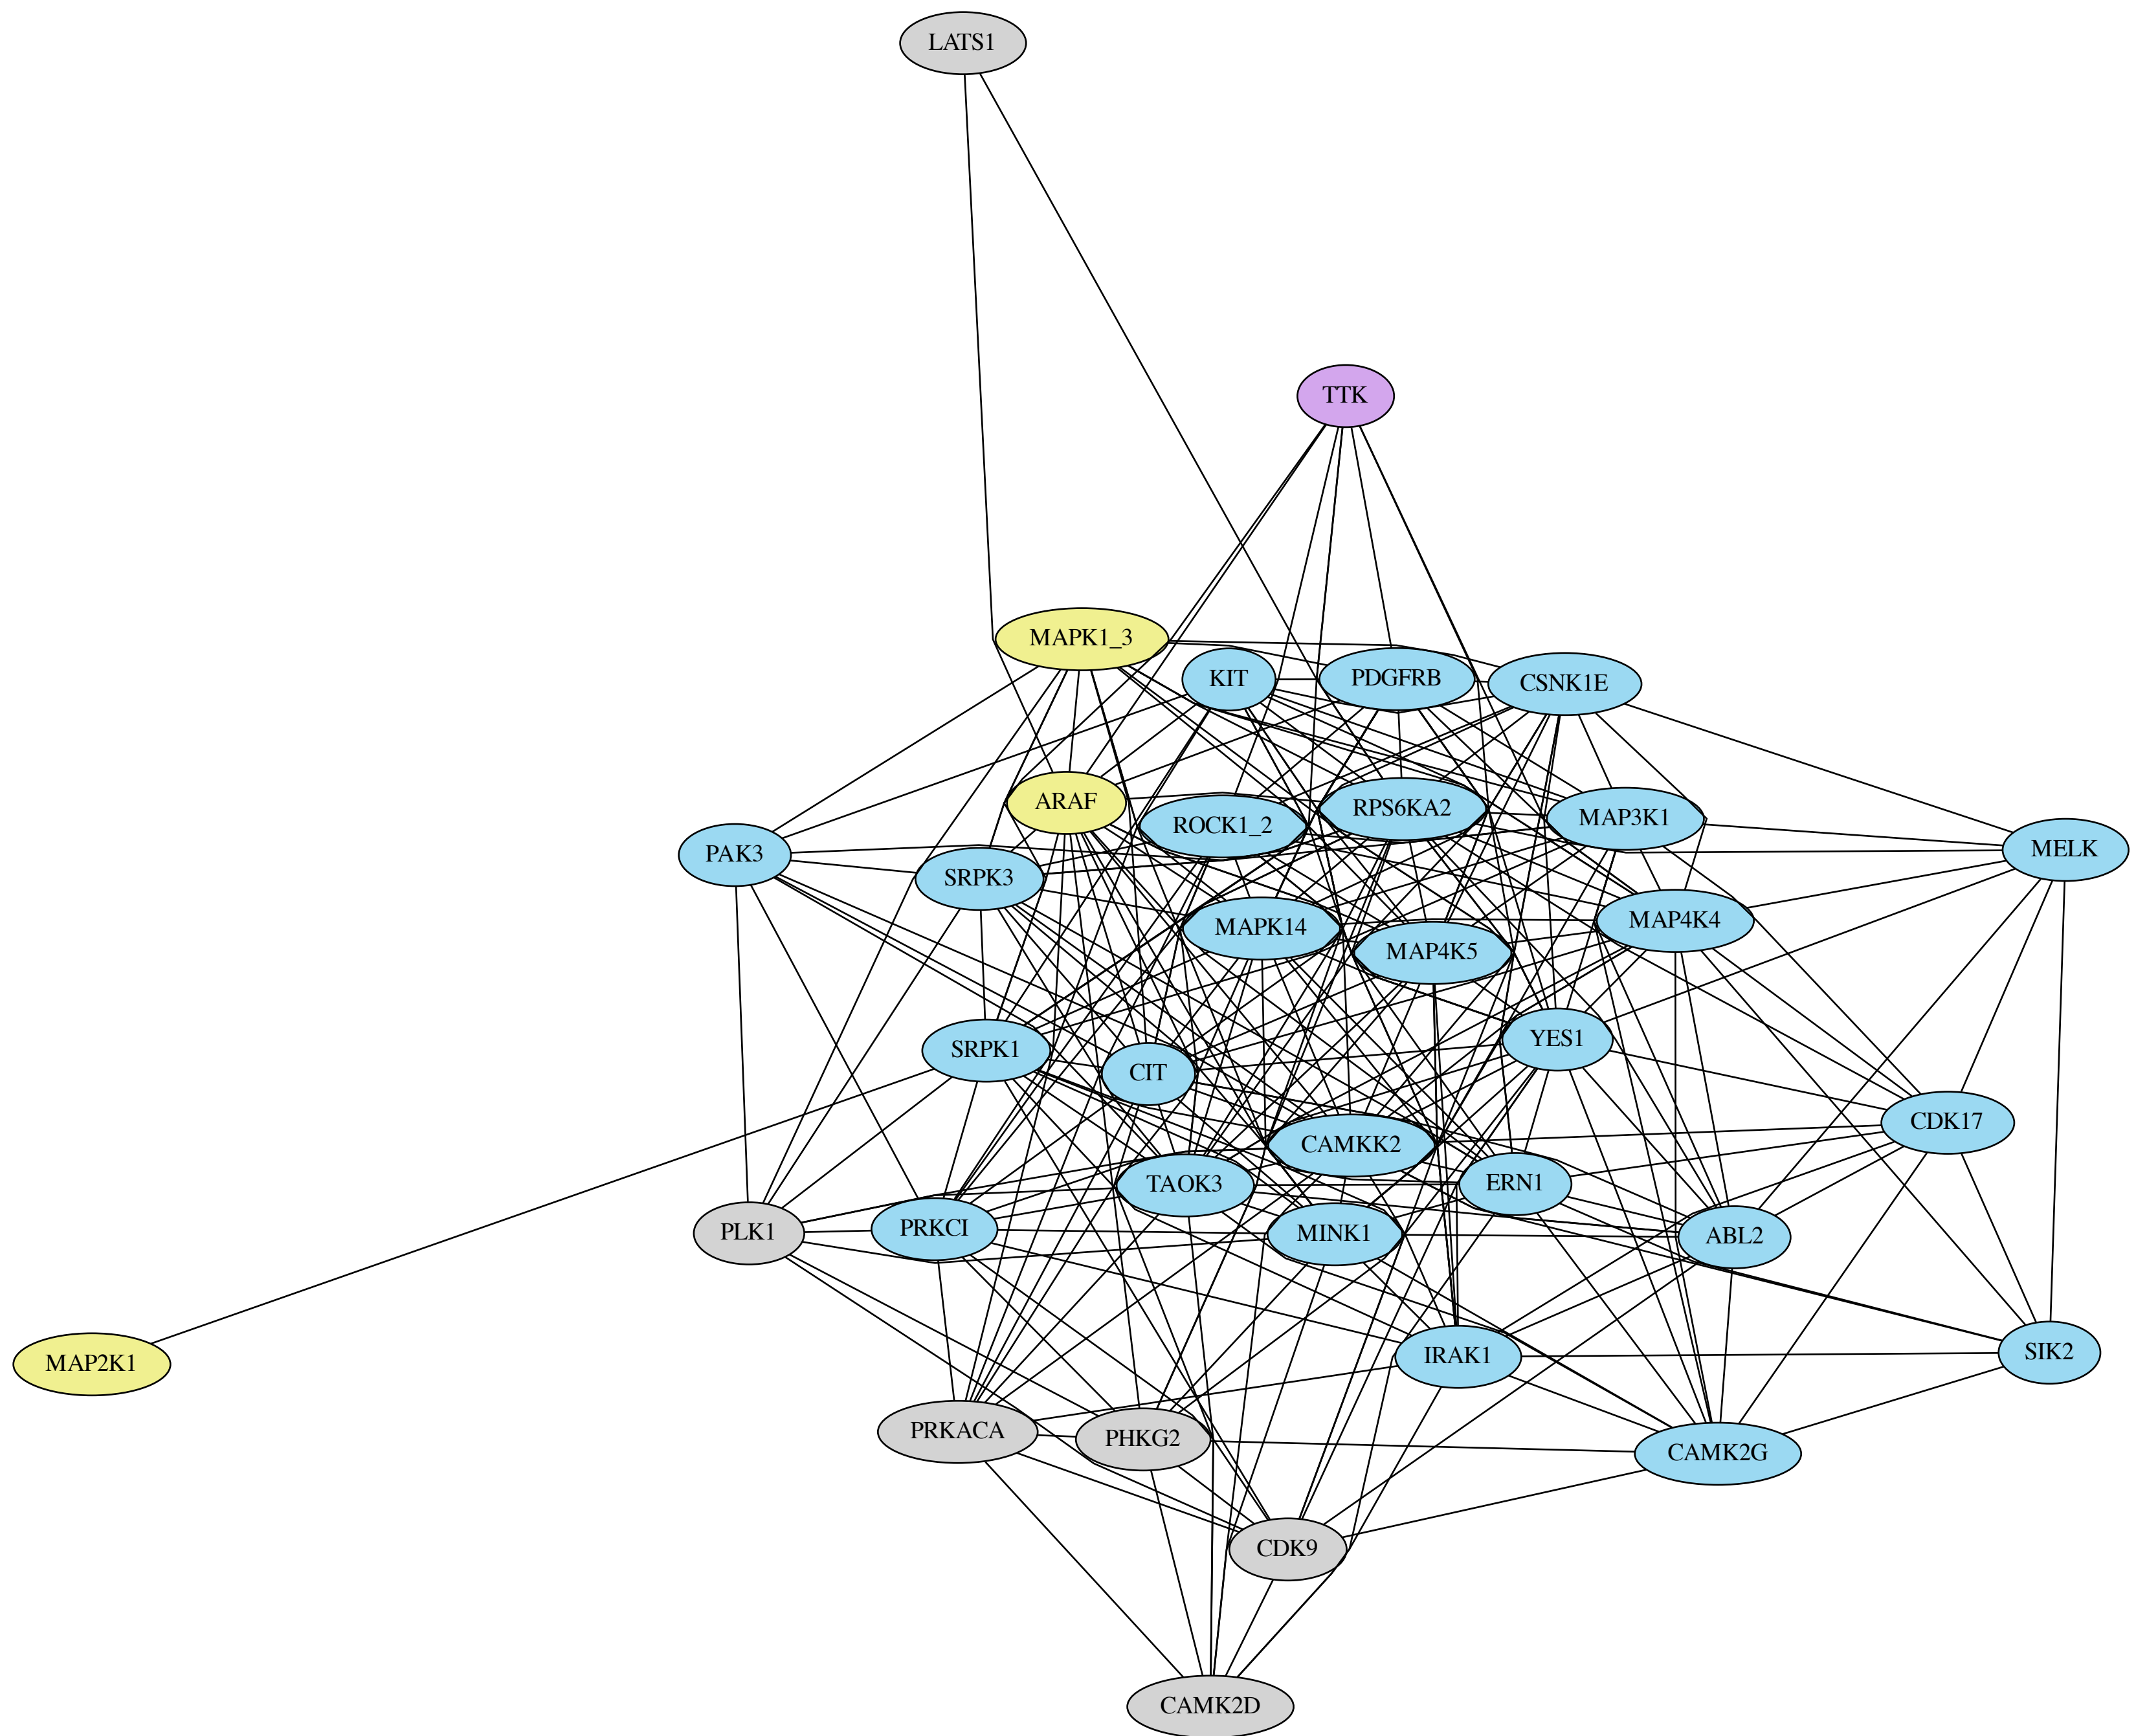 LATS1
TTK
MAPK1_3
KIT
PDGFRB
CSNK1E
ARAF
ROCK1_2
RPS6KA2
MAP3K1
PAK3
SRPK3
MELK
MAPK14
MAP4K5
MAP4K4
SRPK1
CIT
YES1
CDK17
CAMKK2
TAOK3
ERN1
PLK1
PRKCI
MINK1
ABL2
MAP2K1
IRAK1
SIK2
PRKACA
PHKG2
CAMK2G
CDK9
CAMK2D